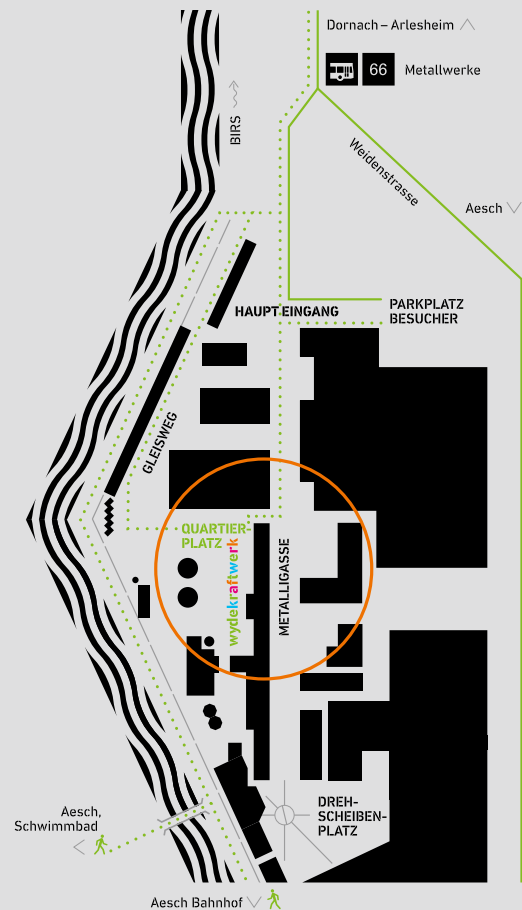 Dornach – Arlesheim
66 Metallwerke
BIRS
Weidenstrasse
Aesch
HAUPTEINGANG
PARKPLATZ
BESUCHER
GLEISWEG
QUARTIER-
PLATZ
wydekraftwerk
METALLIGASSE
DREH-
SCHEIBEN-
PLATZ
Aesch,
Schwimmbad
Aesch Bahnhof